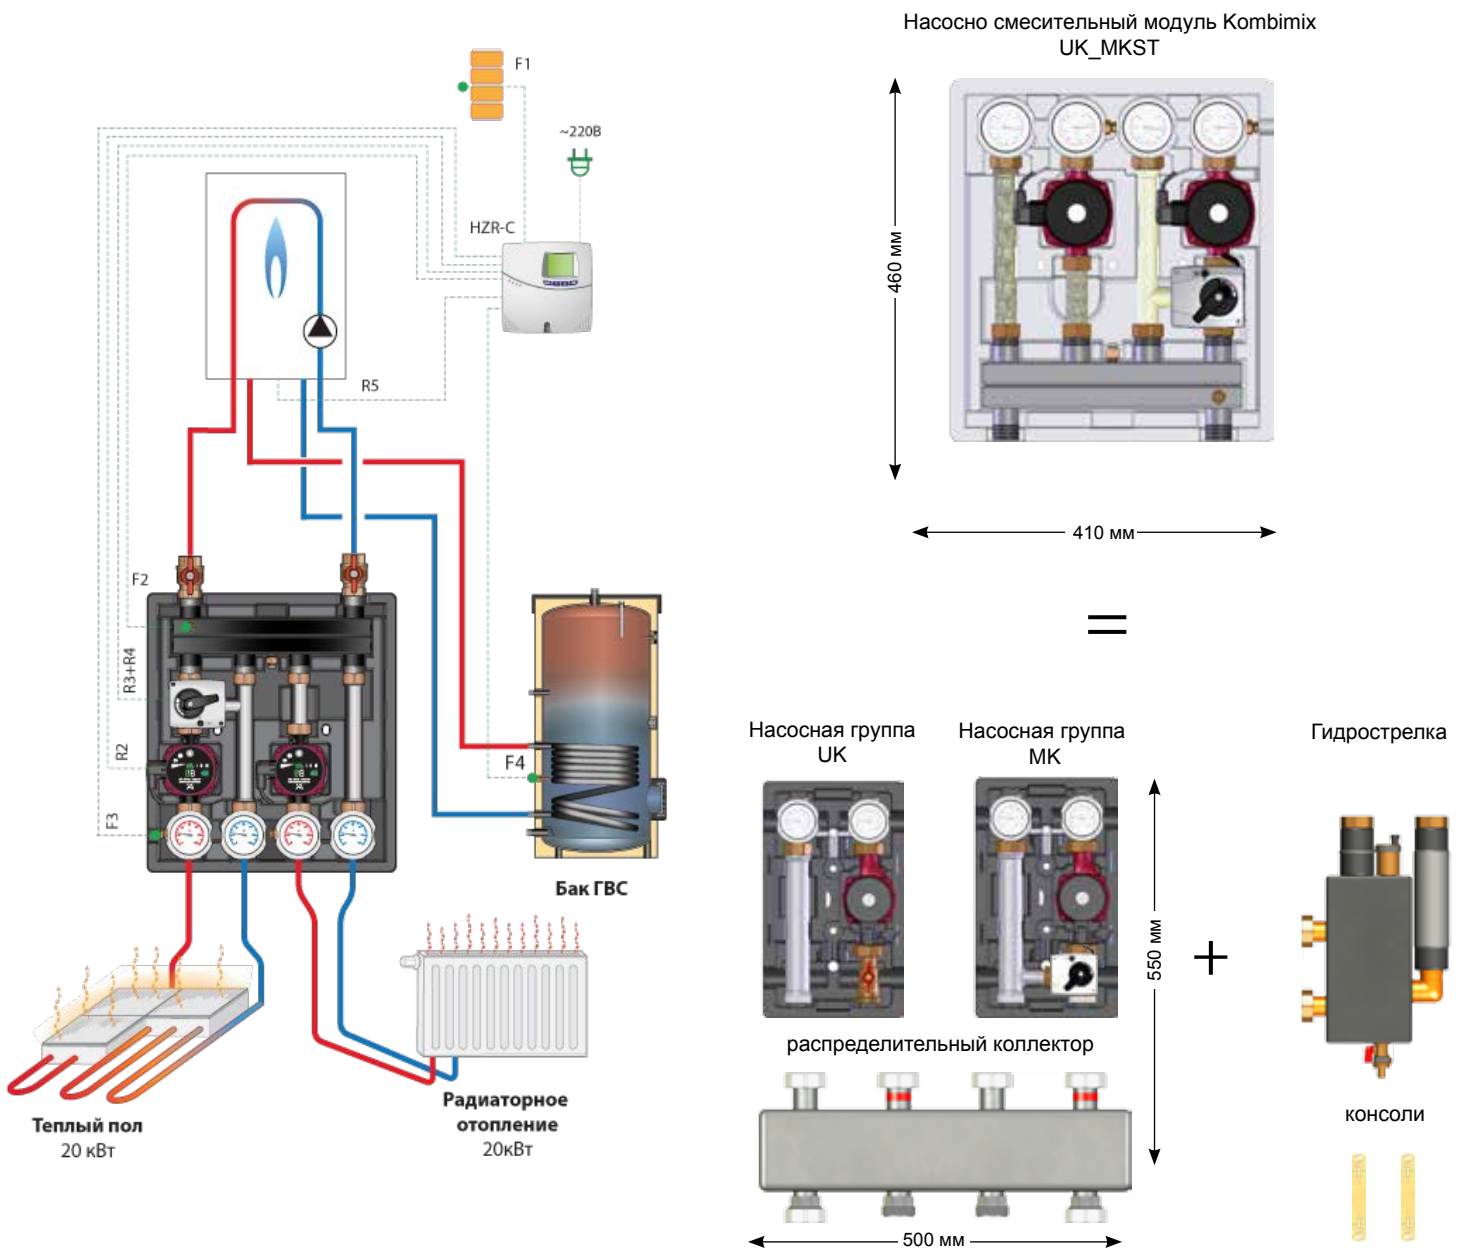 F1
~220В
HZR-C
R5
F2
R3+R4
R2
F3
F4
Бак ГВС
Теплый пол
20 кВт
Радиаторное
отопление
20кВт
Насосно смесительный модуль Kombimix
UK_MKST
460 мм
410 мм
=
Насосная группа
UK
Насосная группа
MK
Гидрострелка
550 мм
+
распределительный коллектор
консоли
500 мм